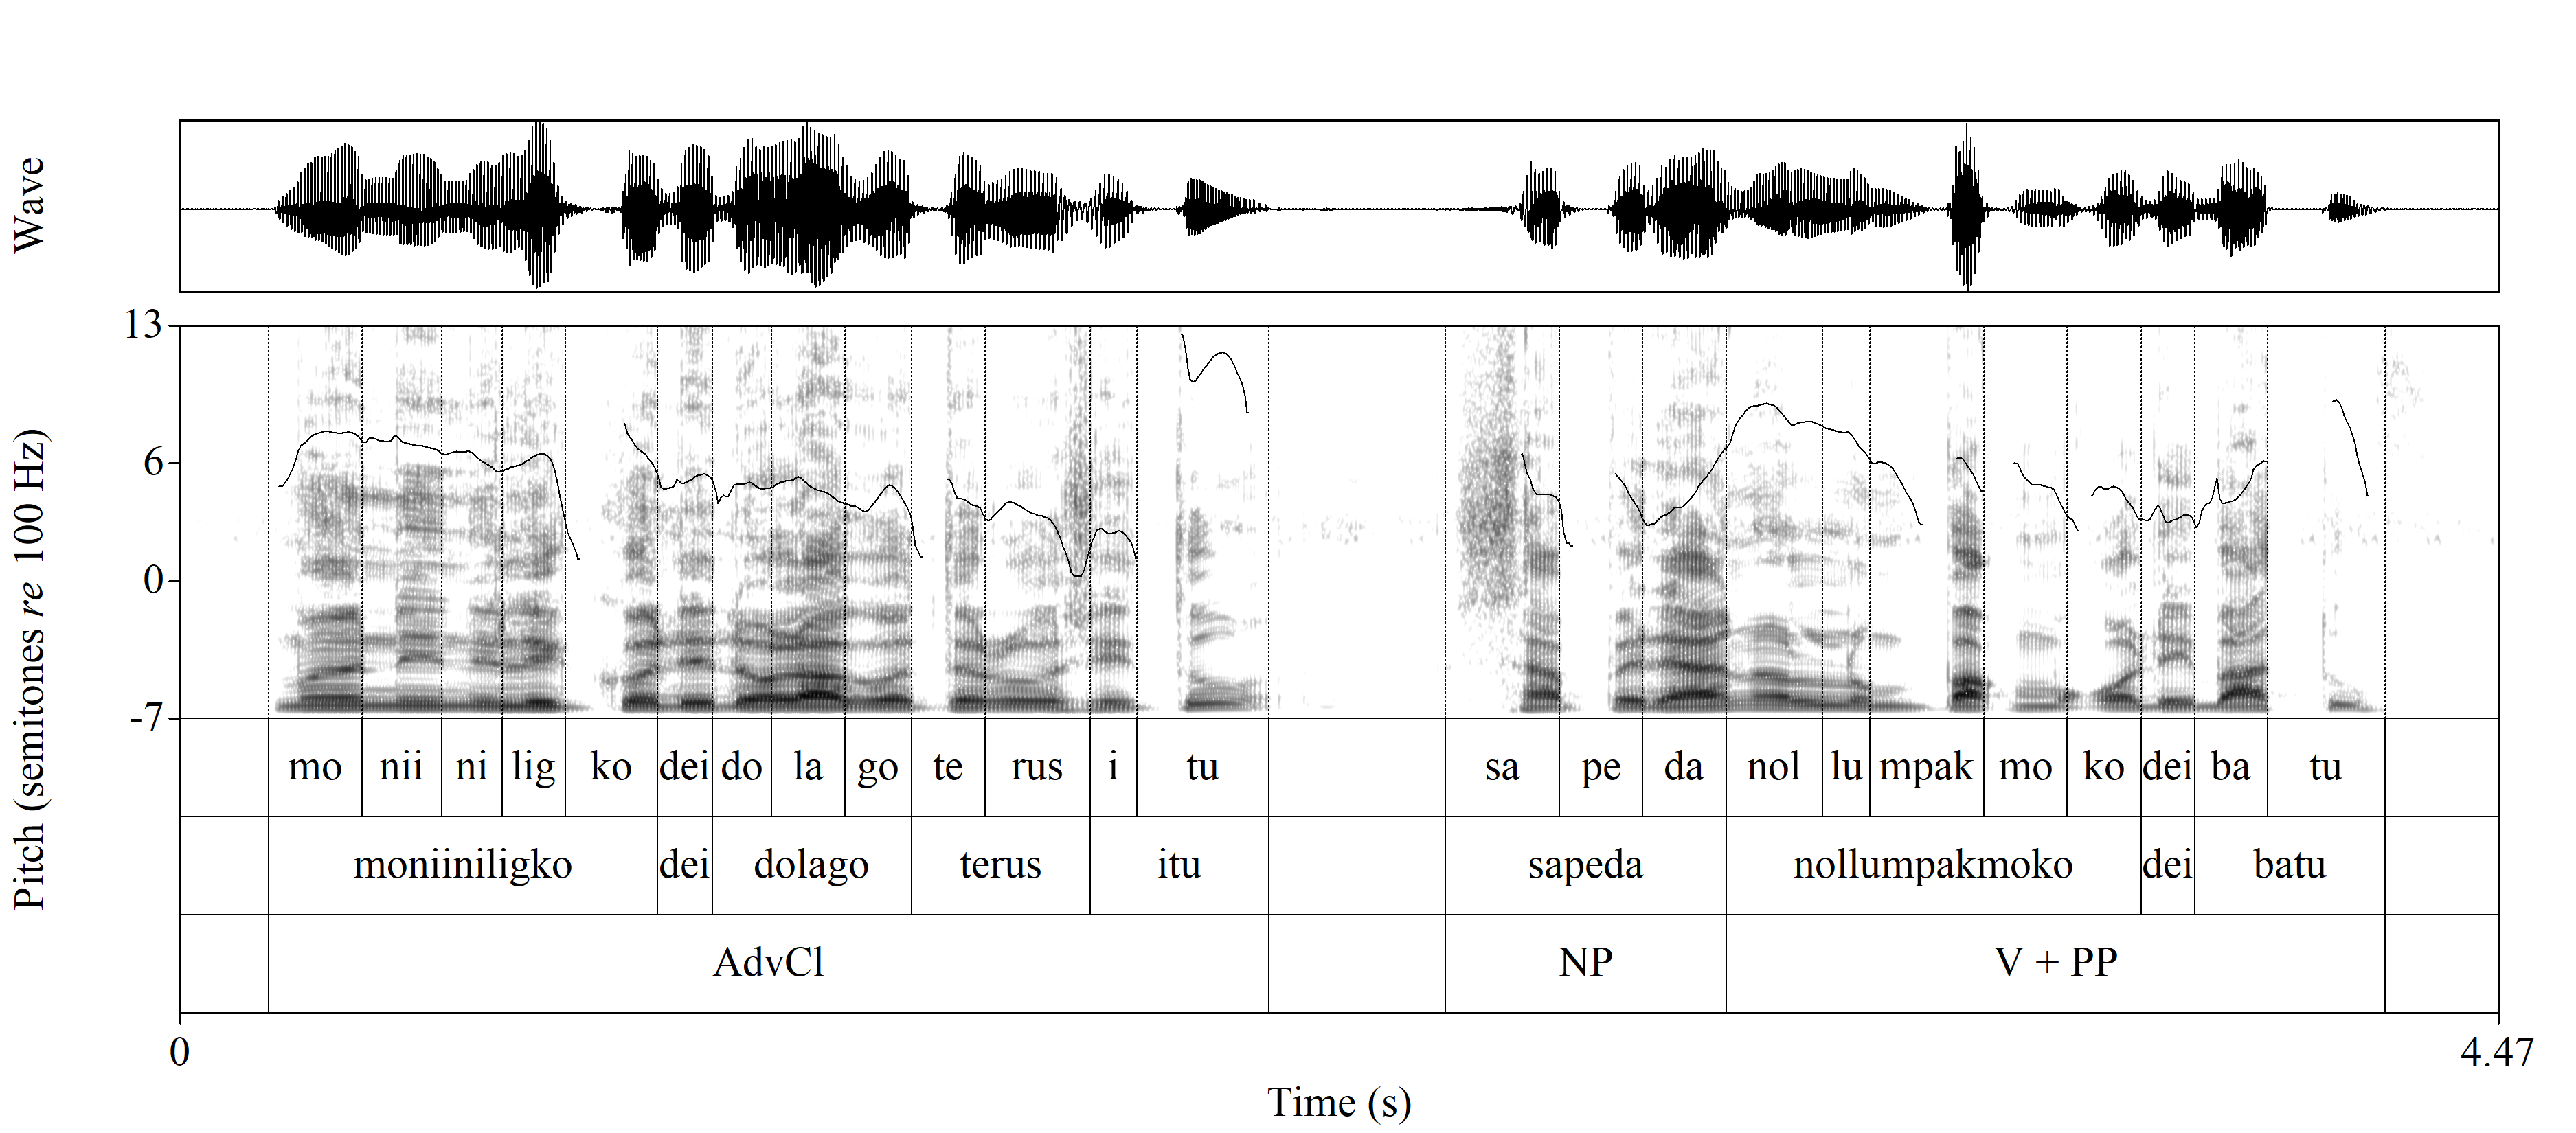 Wave
Pitch (semitones re 100 Hz)
13
6
0
-7
mo nii ni lig ko dei do la go te rus i tu sa pe da nol lu mpak mo ko dei ba tu
moniiniligko dei dolago terus itu sapeda nollumpakmoko dei batu
AdvCl NP V + PP
0 4.47
Time (s)